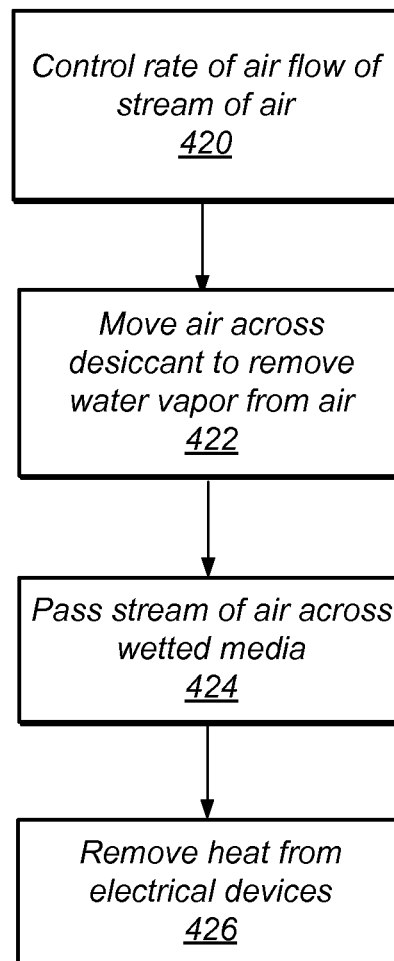 Control rate of air flow of
stream of air
420
Move air across
desiccant to remove
water vapor from air
422
Pass stream of air across
wetted media
424
Remove heat from
electrical devices
426